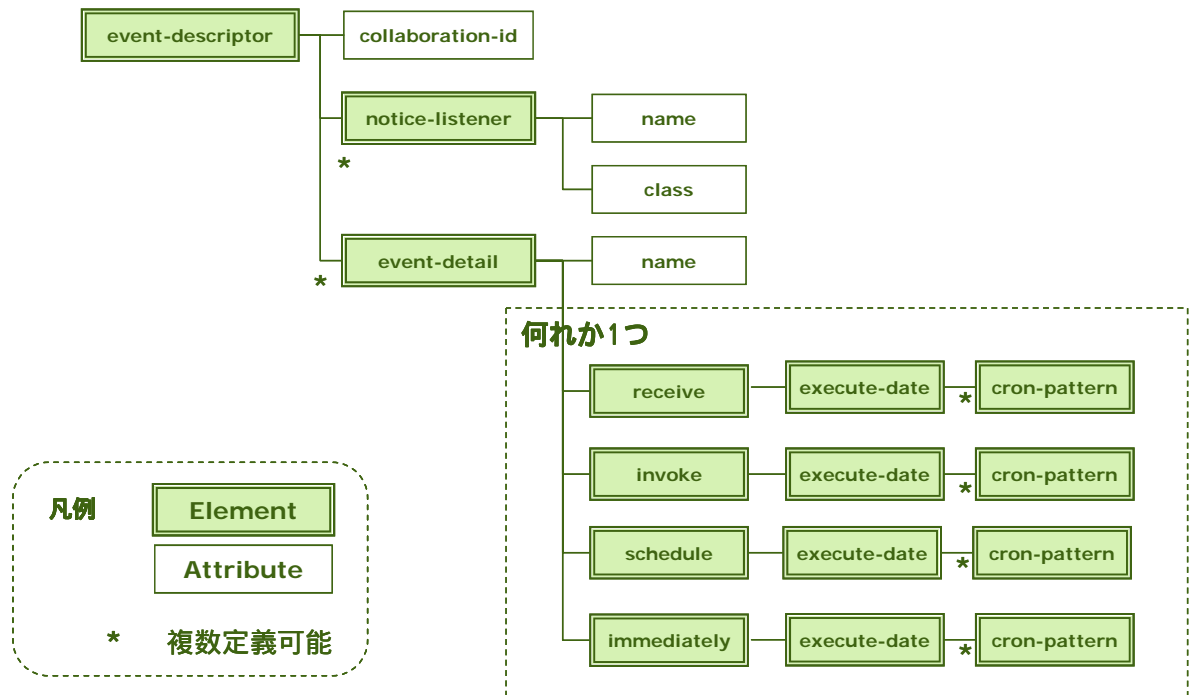 event-descriptor
collaboration-id
notice-listener
name
*
class
event-detail
name
*
何れか1つ
receive
execute-date
*
cron-pattern
invoke
execute-date
*
cron-pattern
schedule
execute-date
*
cron-pattern
immediately
execute-date
*
cron-pattern
凡例
Element
Attribute
* 複数定義可能